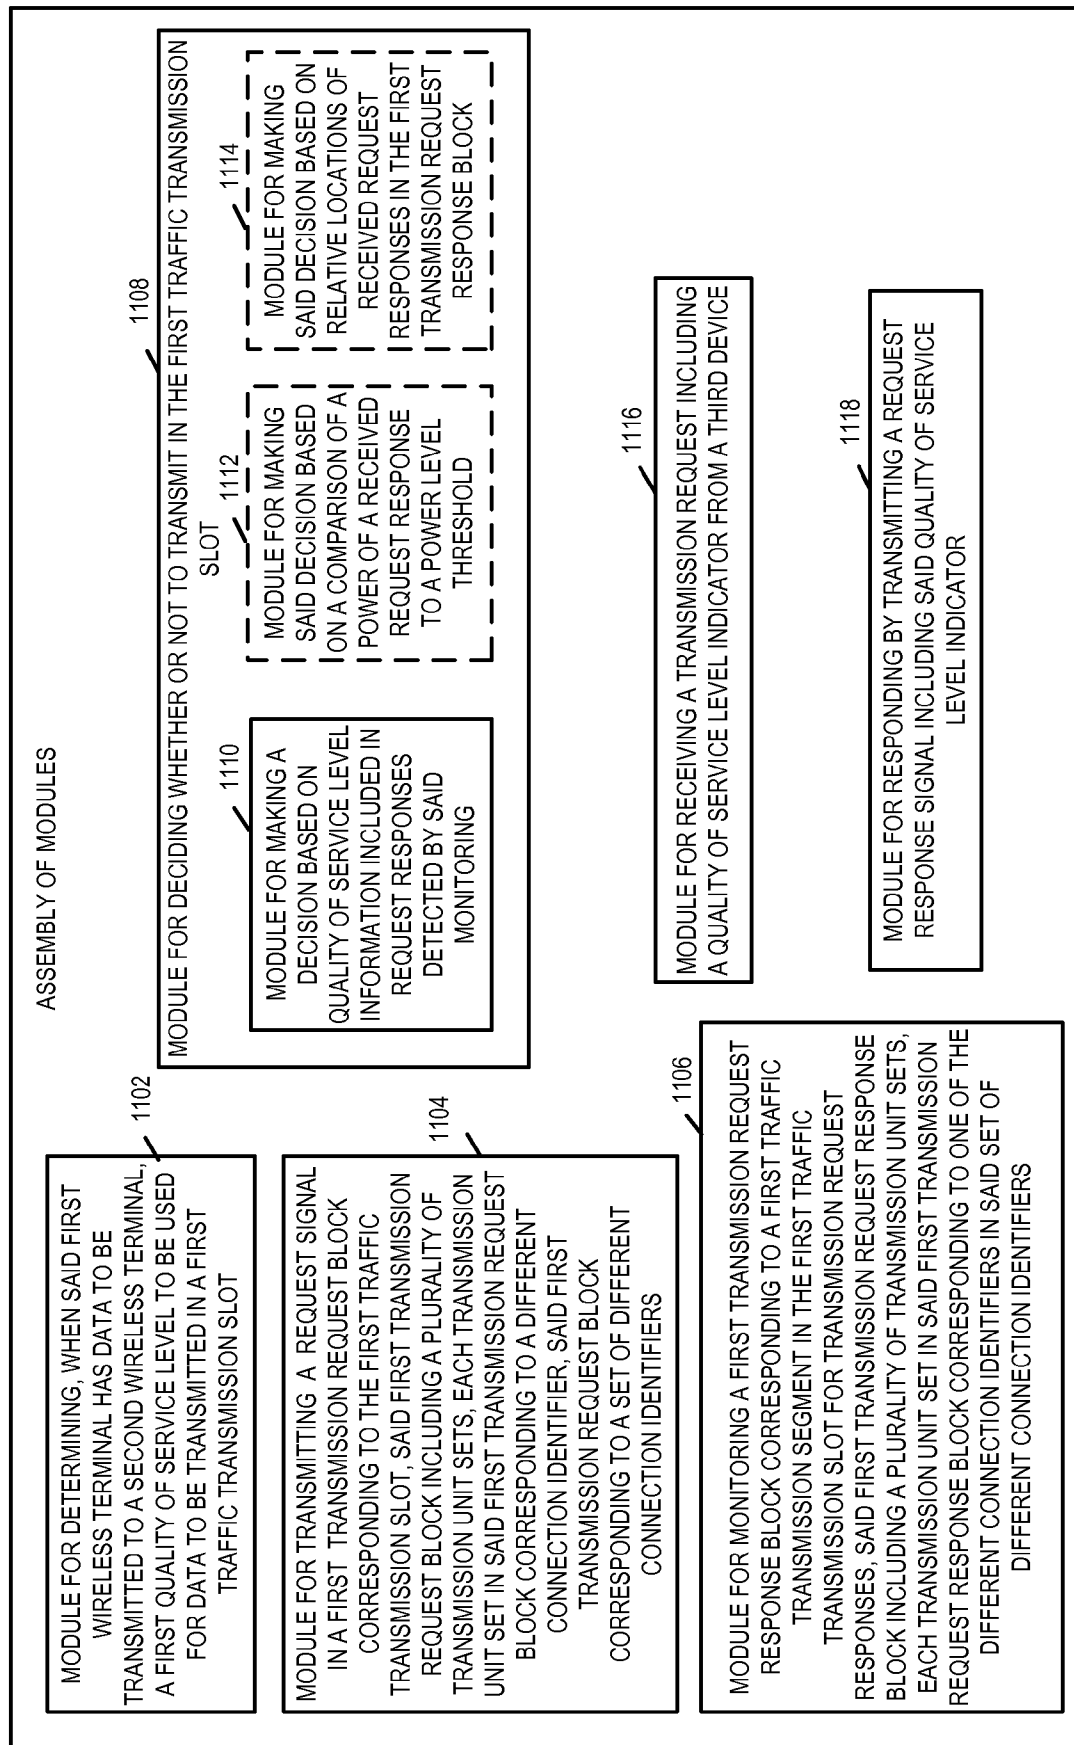 ASSEMBLY OF MODULES
MODULE FOR DETERMINING, WHEN SAID FIRST
WIRELESS TERMINAL HAS DATA TO BE
TRANSMITTED TO A SECOND WIRELESS TERMINAL,
A FIRST QUALITY OF SERVICE LEVEL TO BE USED
FOR DATA TO BE TRANSMITTED IN A FIRST
TRAFFIC TRANSMISSION SLOT
1102
MODULE FOR TRANSMITTING A REQUEST SIGNAL
IN A FIRST TRANSMISSION REQUEST BLOCK
CORRESPONDING TO THE FIRST TRAFFIC
TRANSMISSION SLOT, SAID FIRST TRANSMISSION
REQUEST BLOCK INCLUDING A PLURALITY OF
TRANSMISSION UNIT SETS, EACH TRANSMISSION
UNIT SET IN SAID FIRST TRANSMISSION REQUEST
BLOCK CORRESPONDING TO A DIFFERENT
CONNECTION IDENTIFIER, SAID FIRST
TRANSMISSION REQUEST BLOCK
CORRESPONDING TO A SET OF DIFFERENT
CONNECTION IDENTIFIERS
1104
MODULE FOR MONITORING A FIRST TRANSMISSION REQUEST
RESPONSE BLOCK CORRESPONDING TO A FIRST TRAFFIC
TRANSMISSION SEGMENT IN THE FIRST TRAFFIC
TRANSMISSION SLOT FOR TRANSMISSION REQUEST
RESPONSES, SAID FIRST TRANSMISSION REQUEST RESPONSE
BLOCK INCLUDING A PLURALITY OF TRANSMISSION UNIT SETS,
EACH TRANSMISSION UNIT SET IN SAID FIRST TRANSMISSION
REQUEST RESPONSE BLOCK CORRESPONDING TO ONE OF THE
DIFFERENT CONNECTION IDENTIFIERS IN SAID SET OF
DIFFERENT CONNECTION IDENTIFIERS
1106
1108
MODULE FOR DECIDING WHETHER OR NOT TO TRANSMIT IN THE FIRST TRAFFIC TRANSMISSION
SLOT
1110
MODULE FOR MAKING A
DECISION BASED ON
QUALITY OF SERVICE LEVEL
INFORMATION INCLUDED IN
REQUEST RESPONSES
DETECTED BY SAID
MONITORING
1112
MODULE FOR MAKING
SAID DECISION BASED
ON A COMPARISON OF A
POWER OF A RECEIVED
REQUEST RESPONSE
TO A POWER LEVEL
THRESHOLD
1114
MODULE FOR MAKING
SAID DECISION BASED ON
RELATIVE LOCATIONS OF
RECEIVED REQUEST
RESPONSES IN THE FIRST
TRANSMISSION REQUEST
RESPONSE BLOCK
1116
MODULE FOR RECEIVING A TRANSMISSION REQUEST INCLUDING
A QUALITY OF SERVICE LEVEL INDICATOR FROM A THIRD DEVICE
1118
MODULE FOR RESPONDING BY TRANSMITTING A REQUEST
RESPONSE SIGNAL INCLUDING SAID QUALITY OF SERVICE
LEVEL INDICATOR